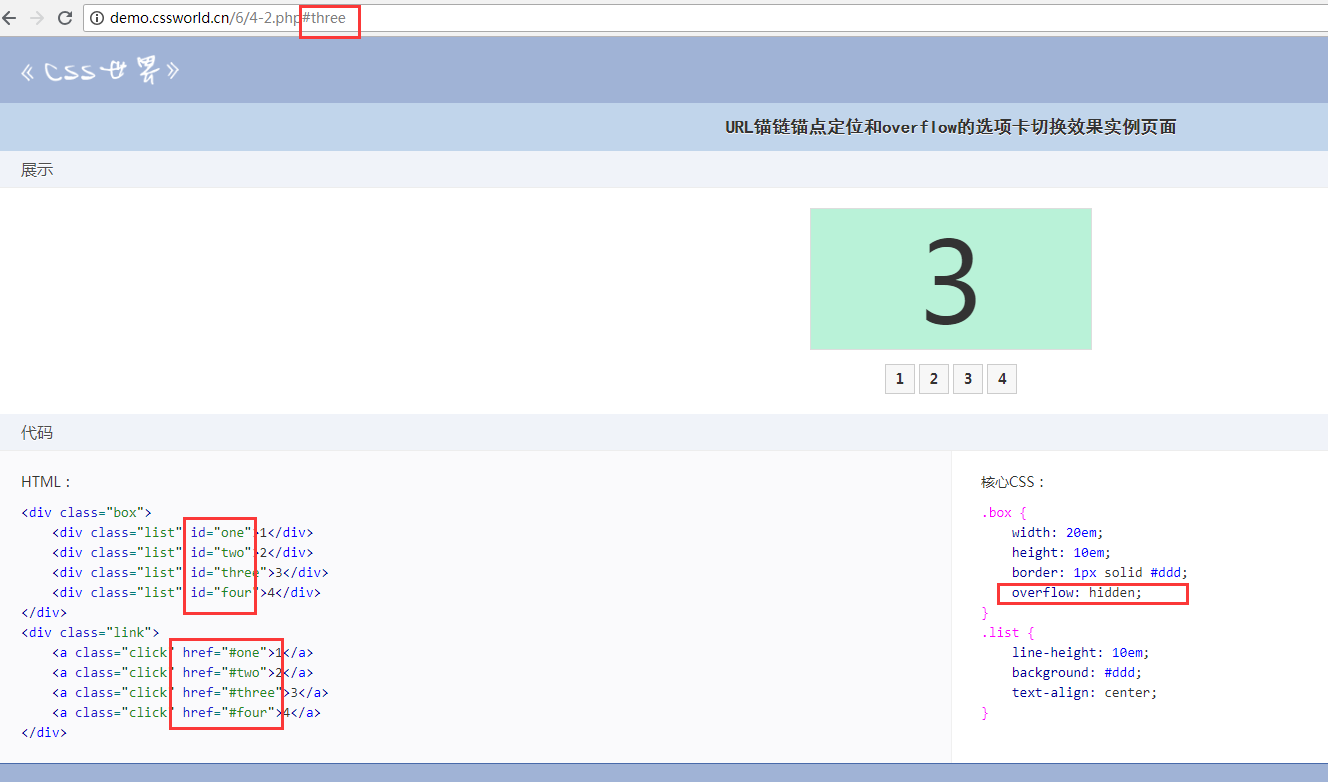 demo.cssworld.cn/6/4-2.php#three
《CSS世界》
URL锚链锚点定位和overflow的选项卡切换效果实例页面
展示
3
1 2 3 4
代码
HTML：
<div class="box">
    <div class="list" id="one">1</div>
    <div class="list" id="two">2</div>
    <div class="list" id="three">3</div>
    <div class="list" id="four">4</div>
</div>
<div class="link">
    <a class="click" href="#one">1</a>
    <a class="click" href="#two">2</a>
    <a class="click" href="#three">3</a>
    <a class="click" href="#four">4</a>
</div>
核心CSS：
.box {
    width: 20em;
    height: 10em;
    border: 1px solid #ddd;
    overflow: hidden;
}
.list {
    line-height: 10em;
    background: #ddd;
    text-align: center;
}